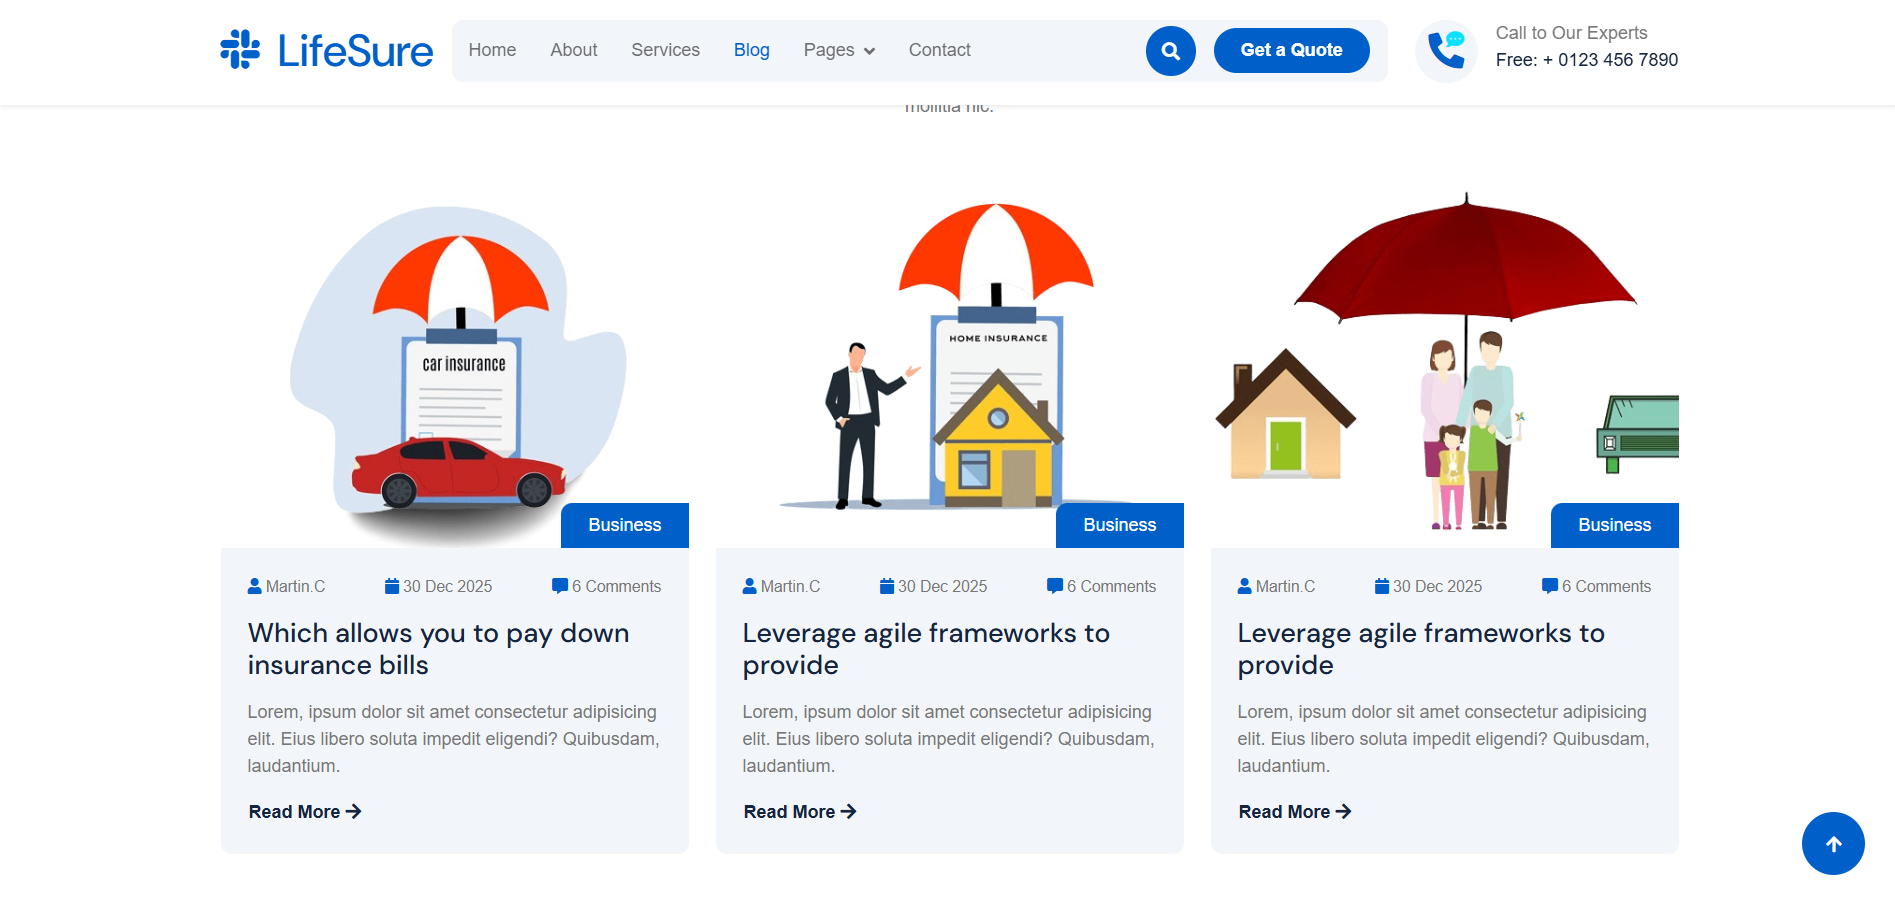 LifeSure
Home About Services Blog Pages Contact
Get a Quote
Call to Our Experts
Free: + 0123 456 7890
mollitia hic.
car insurance
Business
Martin.C 30 Dec 2025 6 Comments
Which allows you to pay down
insurance bills
Lorem, ipsum dolor sit amet consectetur adipisicing
elit. Eius libero soluta impedit eligendi? Quibusdam,
laudantium.
Read More
HOME INSURANCE
Business
Martin.C 30 Dec 2025 6 Comments
Leverage agile frameworks to
provide
Lorem, ipsum dolor sit amet consectetur adipisicing
elit. Eius libero soluta impedit eligendi? Quibusdam,
laudantium.
Read More
Business
Martin.C 30 Dec 2025 6 Comments
Leverage agile frameworks to
provide
Lorem, ipsum dolor sit amet consectetur adipisicing
elit. Eius libero soluta impedit eligendi? Quibusdam,
laudantium.
Read More